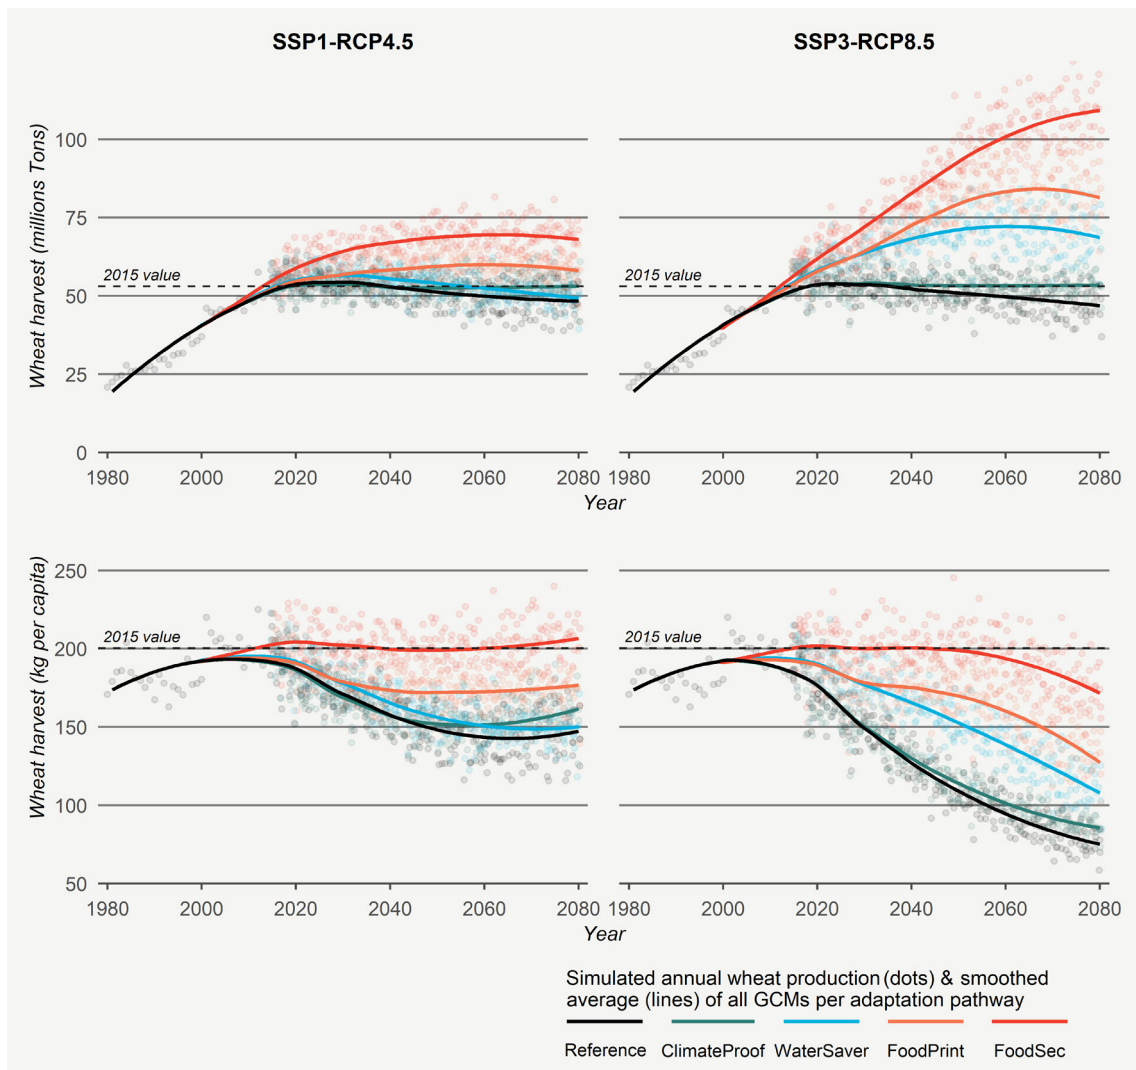 SSP1-RCP4.5 SSP3-RCP8.5
Wheat harvest (millions Tons)
100
75
2015 value 2015 value
50
25
0
1980 2000 2020 2040 2060 2080 1980 2000 2020 2040 2060 2080
Year
Wheat harvest (kg per capita)
250
2015 value 2015 value
200
150
100
50
1980 2000 2020 2040 2060 2080 1980 2000 2020 2040 2060 2080
Year
Simulated annual wheat production (dots) & smoothed
average (lines) of all GCMs per adaptation pathway
Reference ClimateProof WaterSaver FoodPrint FoodSec